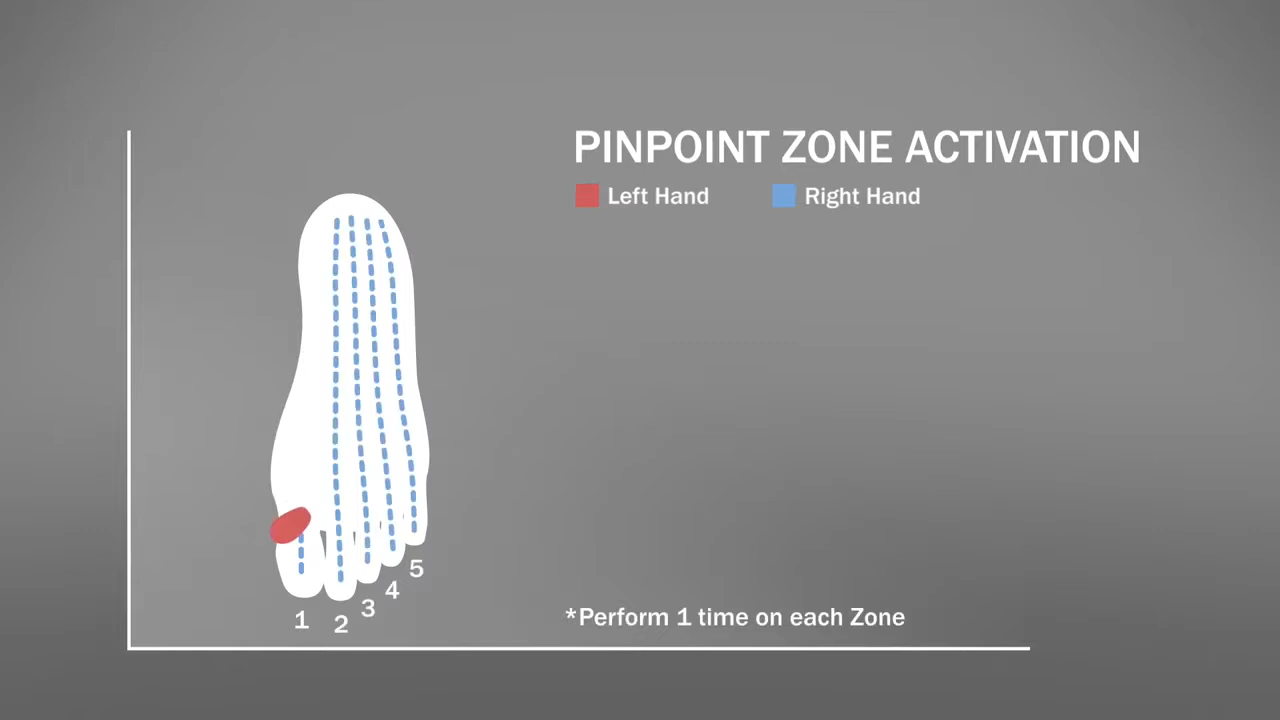 PINPOINT ZONE ACTIVATION
Left Hand Right Hand
1 2 3 4 5
*Perform 1 time on each Zone